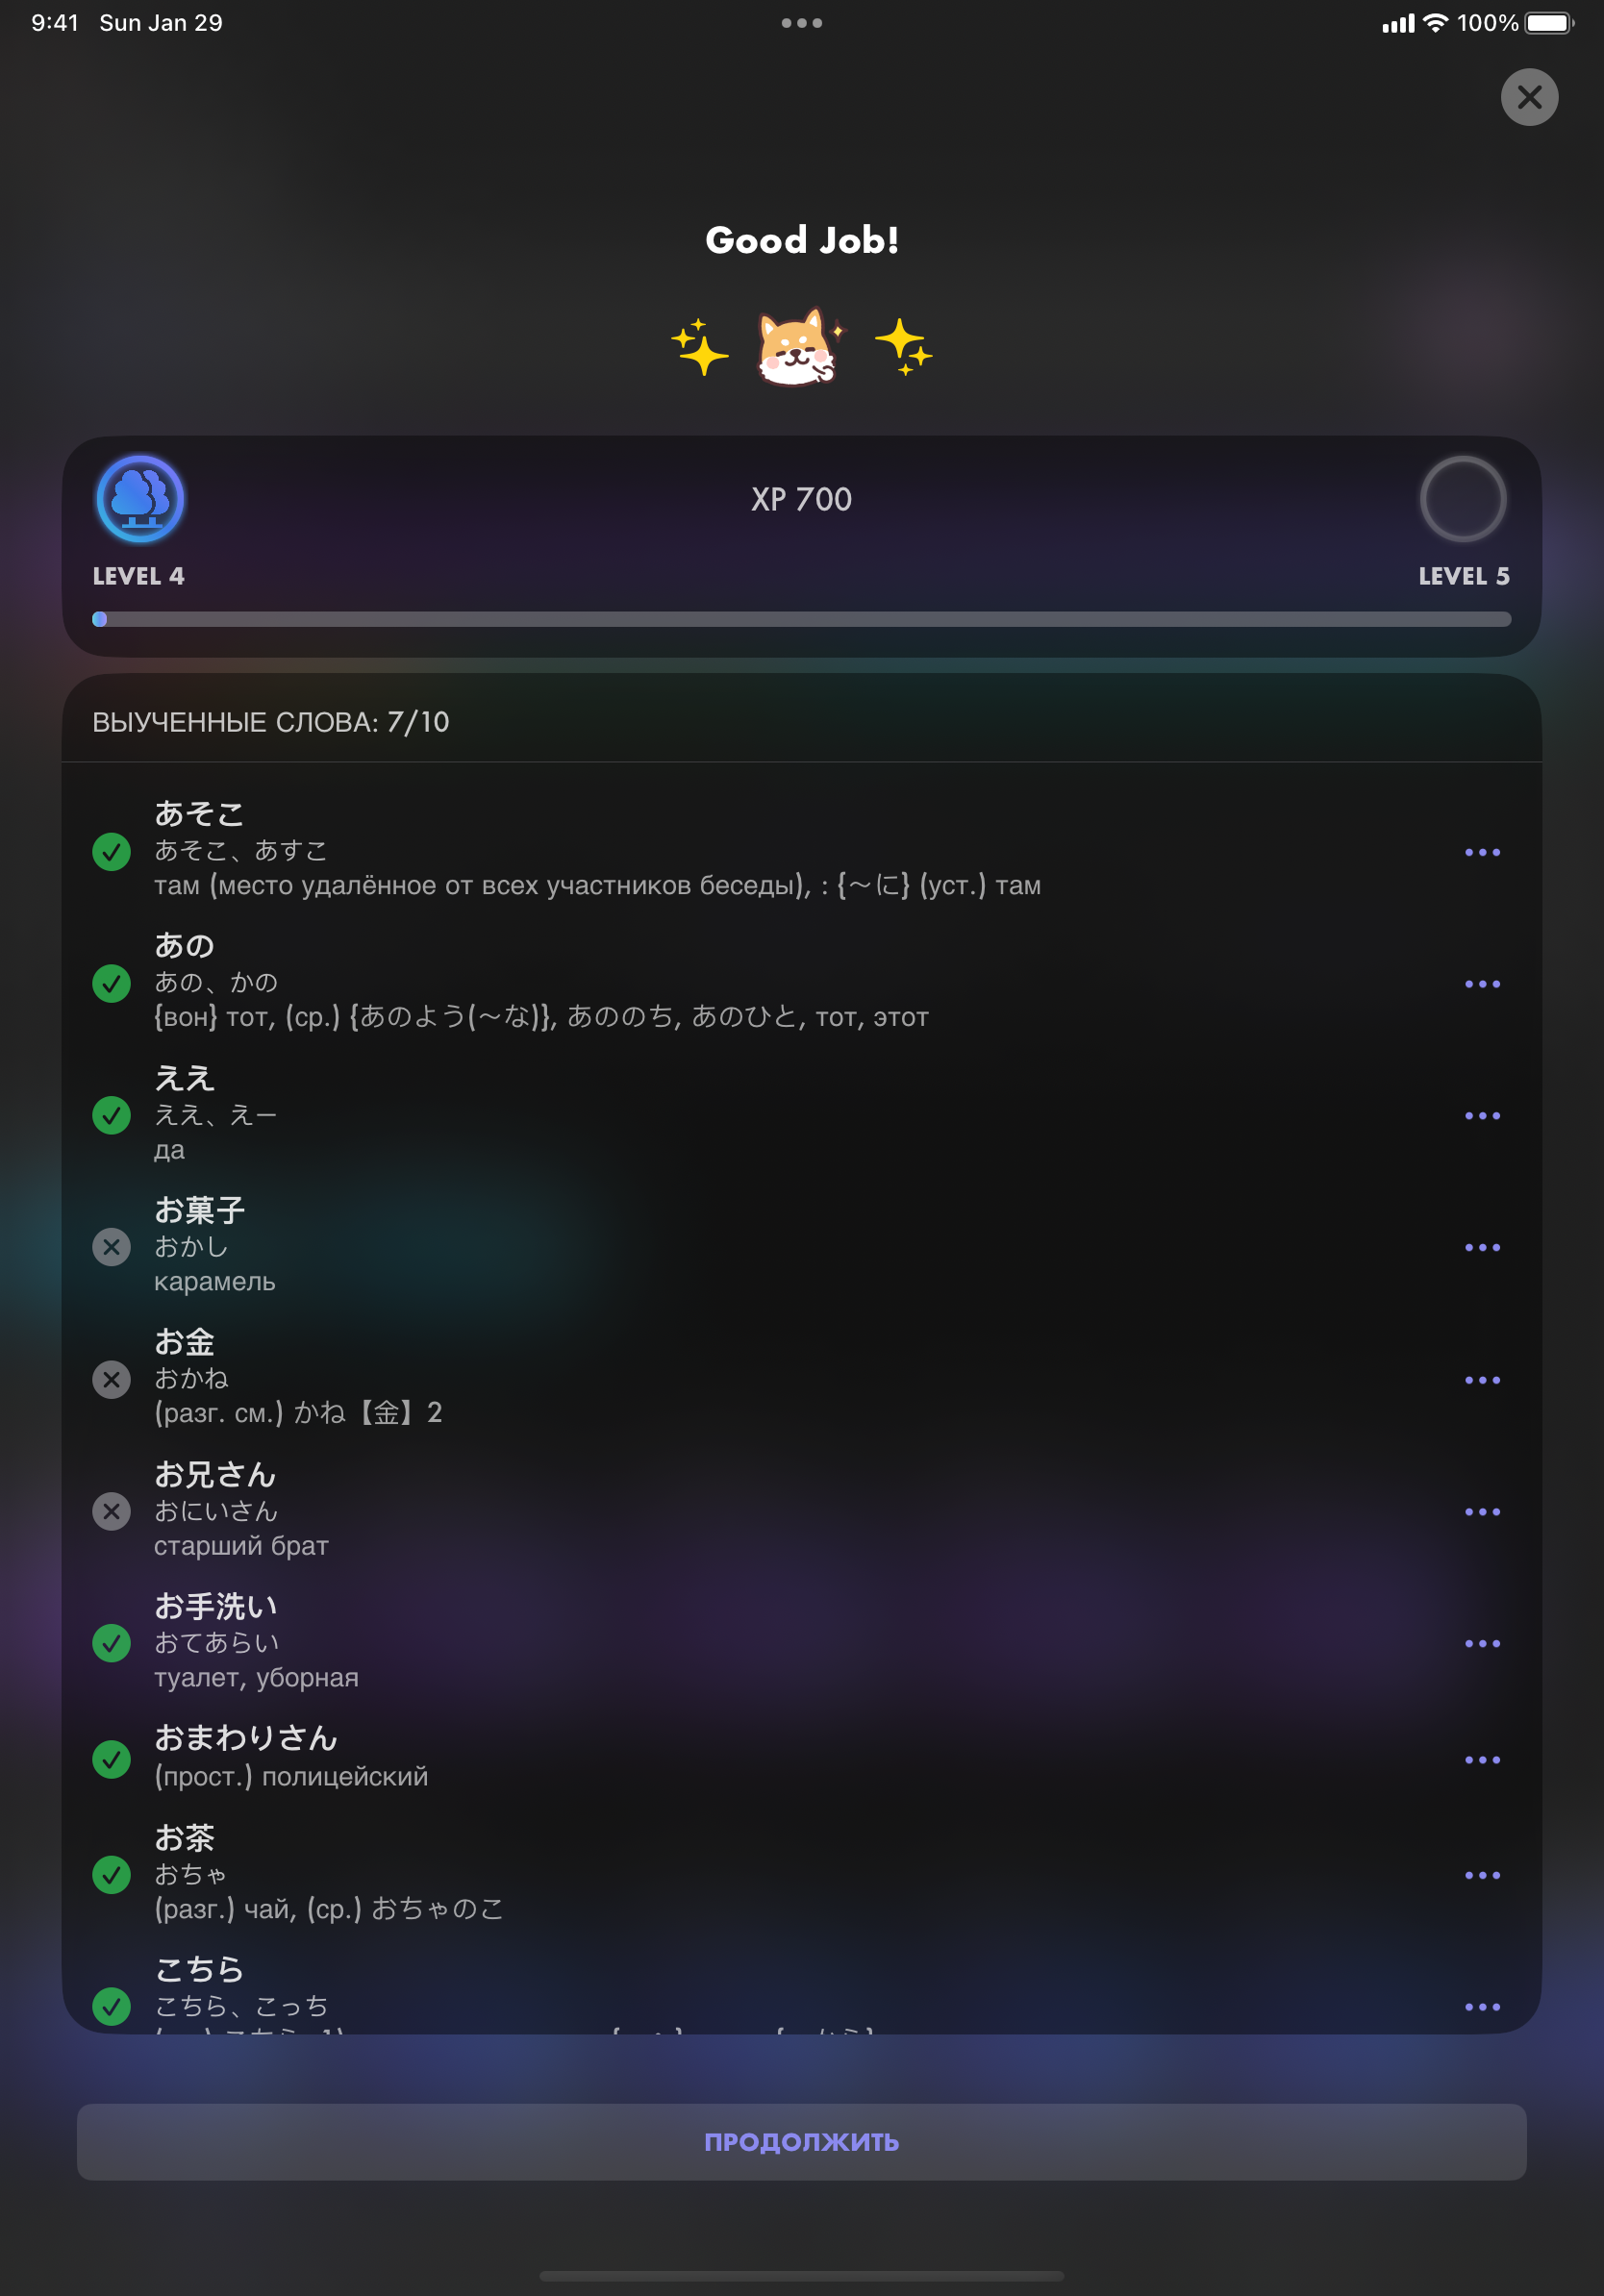 9:41 Sun Jan 29
100%
Good Job!
XP 700
LEVEL 4
LEVEL 5
ВЫУЧЕННЫЕ СЛОВА: 7/10
あそこ
あそこ、あすこ
там (место удалённое от всех участников беседы), : {〜に} (уст.) там
あの
あの、かの
{вон} тот, (ср.) {あのよう(〜な)}, あののち, あのひと, тот, этот
ええ
ええ、えー
да
お菓子
おかし
карамель
お金
おかね
(разг. см.) かね【金】2
お兄さん
おにいさん
старший брат
お手洗い
おてあらい
туалет, уборная
おまわりさん
(прост.) полицейский
お茶
おちゃ
(разг.) чай, (ср.) おちゃのこ
こちら
こちら、こっち
ПРОДОЛЖИТЬ